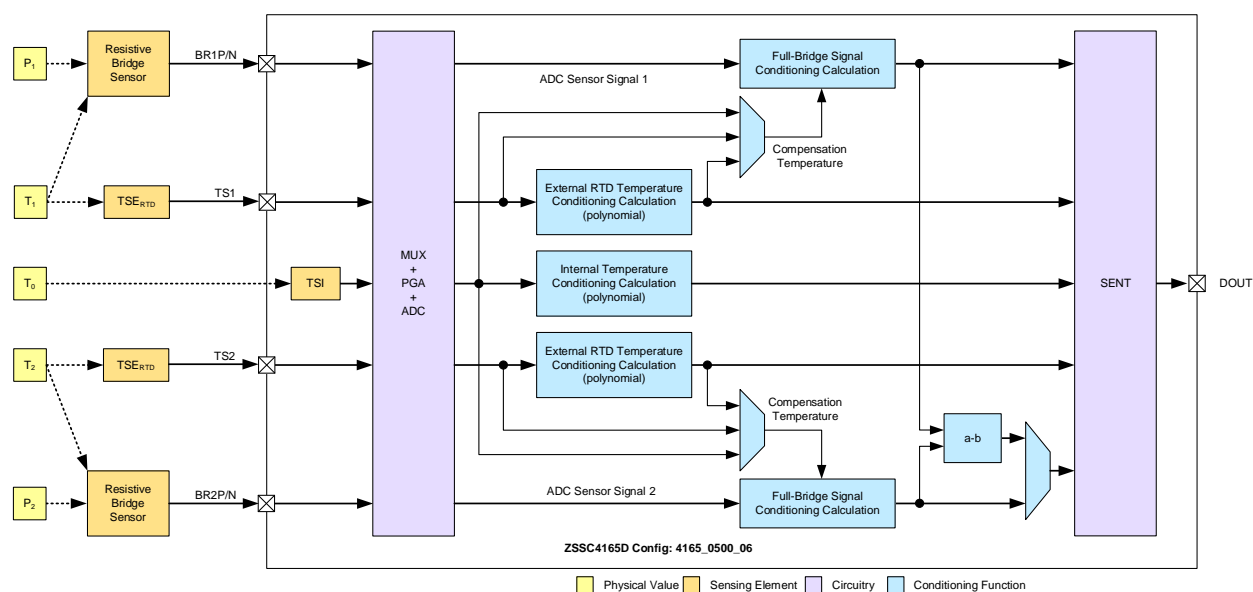 P1
Resistive
Bridge
Sensor
BR1P/N
ADC Sensor Signal 1
Full-Bridge Signal
Conditioning Calculation
Compensation
Temperature
T1
TSERTD
TS1
External RTD Temperature
Conditioning Calculation
(polynomial)
T0
TSI
MUX
+
PGA
+
ADC
Internal Temperature
Conditioning Calculation
(polynomial)
SENT
DOUT
T2
TSERTD
TS2
External RTD Temperature
Conditioning Calculation
(polynomial)
Compensation
Temperature
a-b
P2
Resistive
Bridge
Sensor
BR2P/N
ADC Sensor Signal 2
Full-Bridge Signal
Conditioning Calculation
ZSSC4165D Config: 4165_0500_06
Physical Value
Sensing Element
Circuitry
Conditioning Function